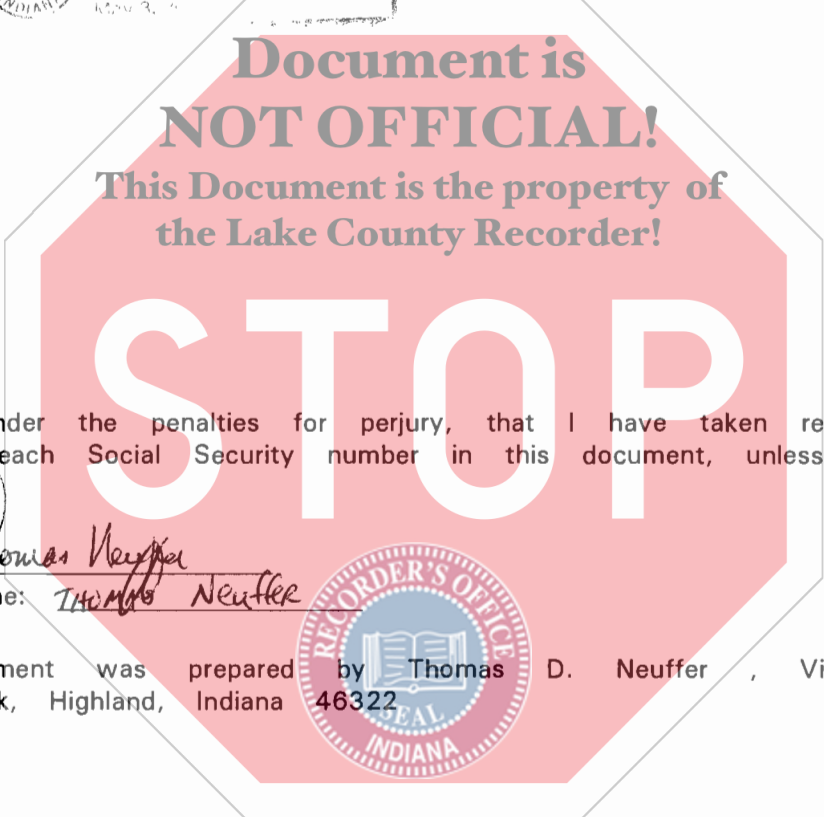 Document is
NOT OFFICIAL!
This Document is the property of
the Lake County Recorder!
STOP
nder the penalties for perjury, that I have taken re
each Social Security number in this document, unless
omas Neuffer
e: THOMAS Neuffer
RECORDER'S OFFICE
ment was prepared by Thomas D. Neuffer , Vi
k, Highland, Indiana 46322
SEAL
INDIANA